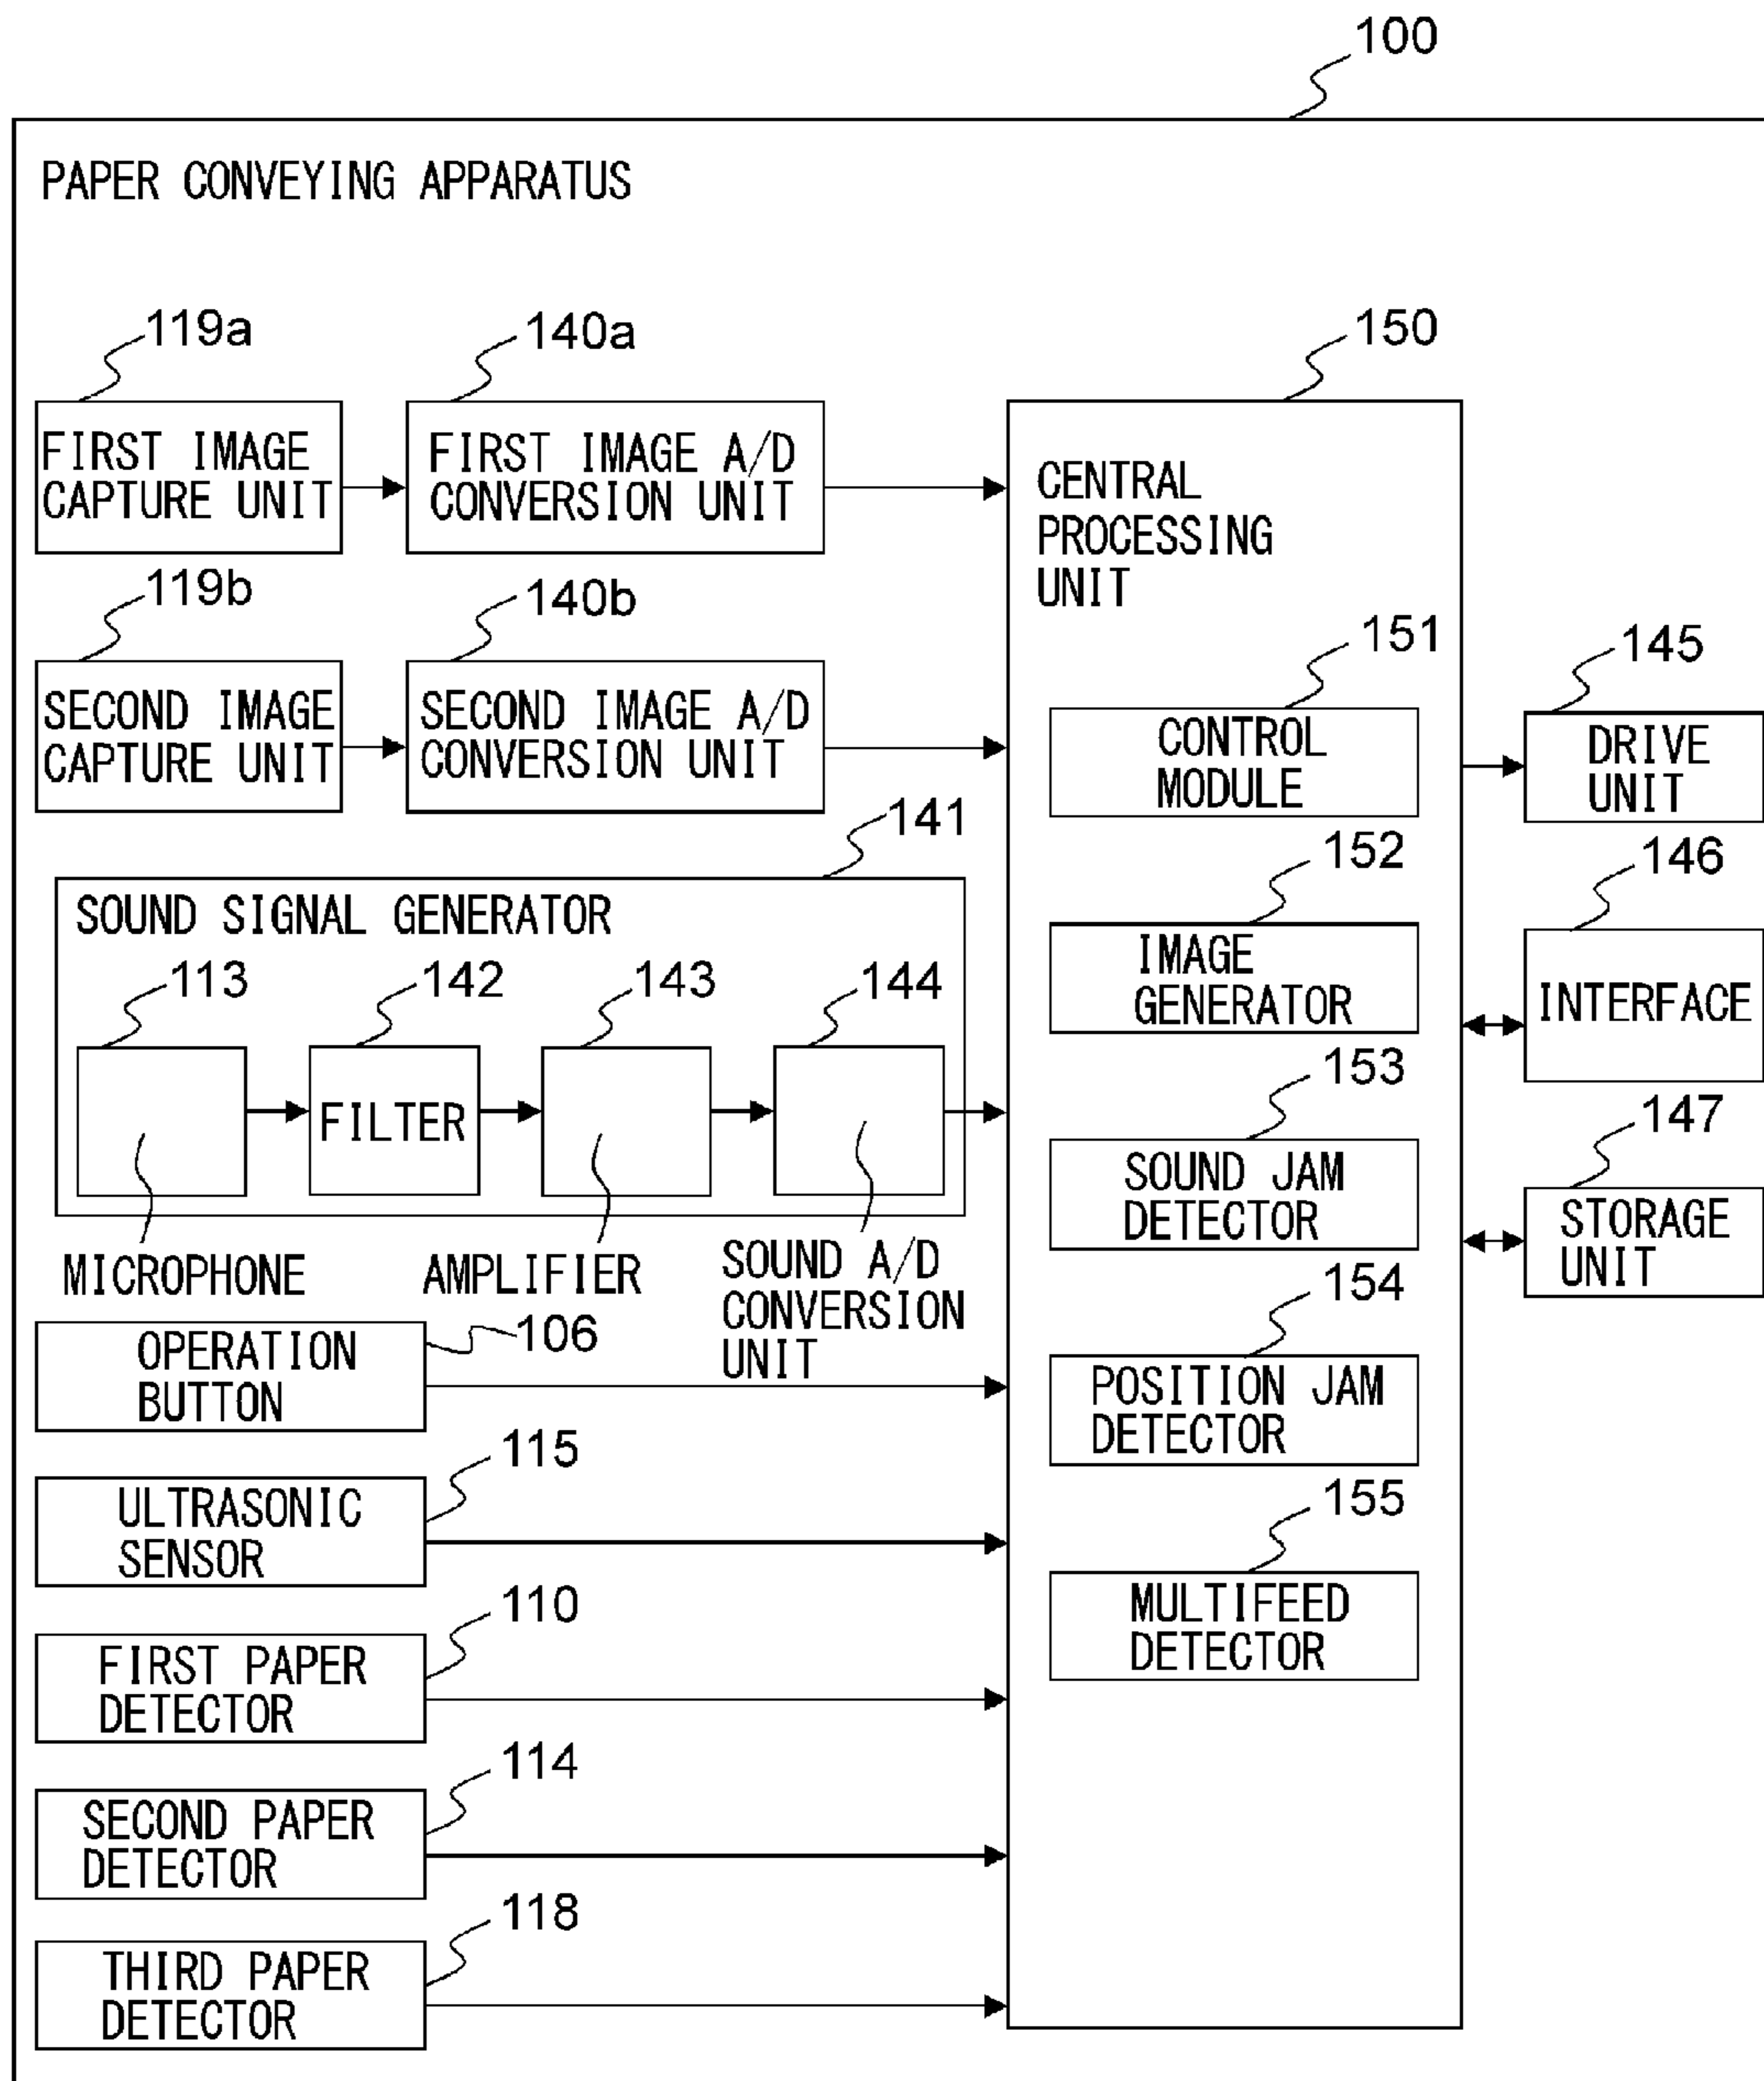 100
PAPER CONVEYING APPARATUS
119a
140a
150
FIRST IMAGE
CAPTURE UNIT
FIRST IMAGE A/D
CONVERSION UNIT
CENTRAL
PROCESSING
UNIT
119b
140b
151
145
SECOND IMAGE
CAPTURE UNIT
SECOND IMAGE A/D
CONVERSION UNIT
CONTROL
MODULE
DRIVE
UNIT
141
152
146
SOUND SIGNAL GENERATOR
IMAGE
GENERATOR
INTERFACE
113
142
143
144
153
147
FILTER
SOUND JAM
DETECTOR
STORAGE
UNIT
MICROPHONE
AMPLIFIER
SOUND A/D
CONVERSION
UNIT
154
106
OPERATION
BUTTON
POSITION JAM
DETECTOR
115
155
ULTRASONIC
SENSOR
MULTIFEED
DETECTOR
110
FIRST PAPER
DETECTOR
114
SECOND PAPER
DETECTOR
118
THIRD PAPER
DETECTOR